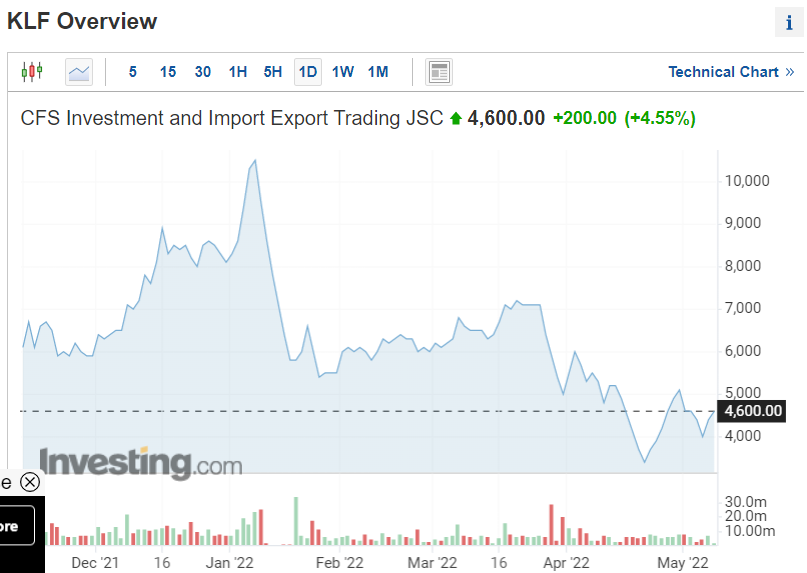 KLF Overview
i
5 15 30 1H 5H 1D 1W 1M Technical Chart »
CFS Investment and Import Export Trading JSC 4,600.00 +200.00 (+4.55%)
10,000
9,000
8,000
7,000
6,000
5,000
4,600.00
4,000
Investing.com
e
ore
30.0m
20.0m
10.00m
Dec '21 16 Jan '22 Feb '22 Mar '22 16 Apr '22 May '22